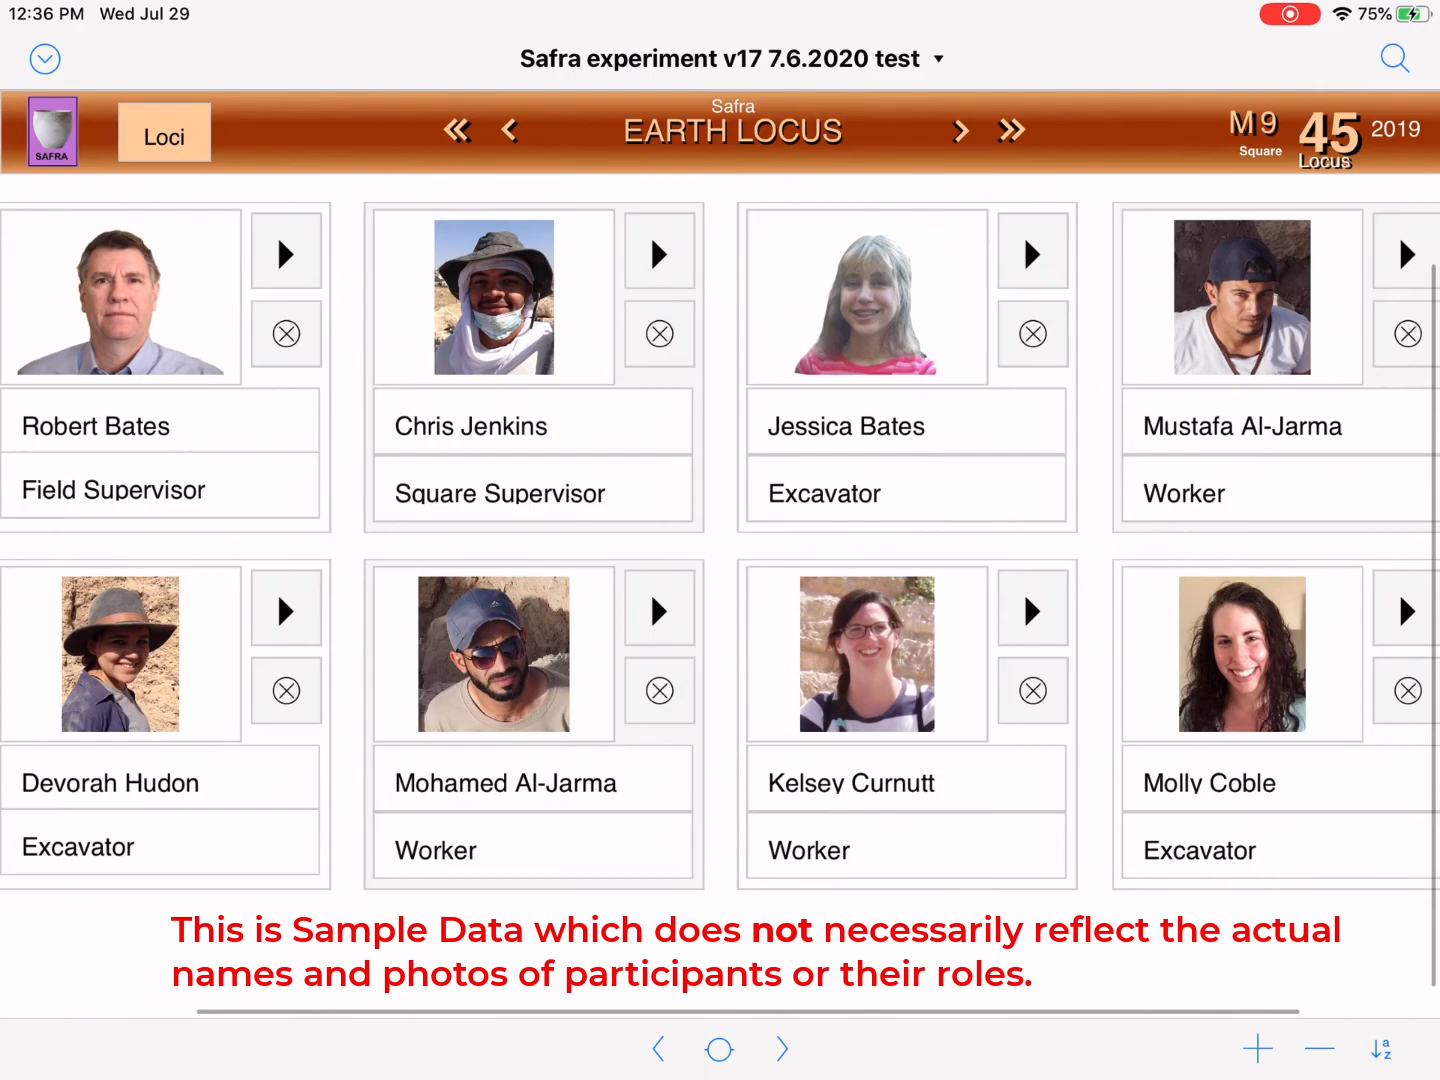 12:36 PM Wed Jul 29
75%
Safra experiment v17 7.6.2020 test
SAFRA
Loci
Safra
EARTH LOCUS
M 9
Square
45
Locus
2019
Robert Bates
Field Supervisor
Chris Jenkins
Square Supervisor
Jessica Bates
Excavator
Mustafa Al-Jarma
Worker
Devorah Hudon
Excavator
Mohamed Al-Jarma
Worker
Kelsey Curnutt
Worker
Molly Coble
Excavator
This is Sample Data which does not necessarily reflect the actual
names and photos of participants or their roles.
a
z